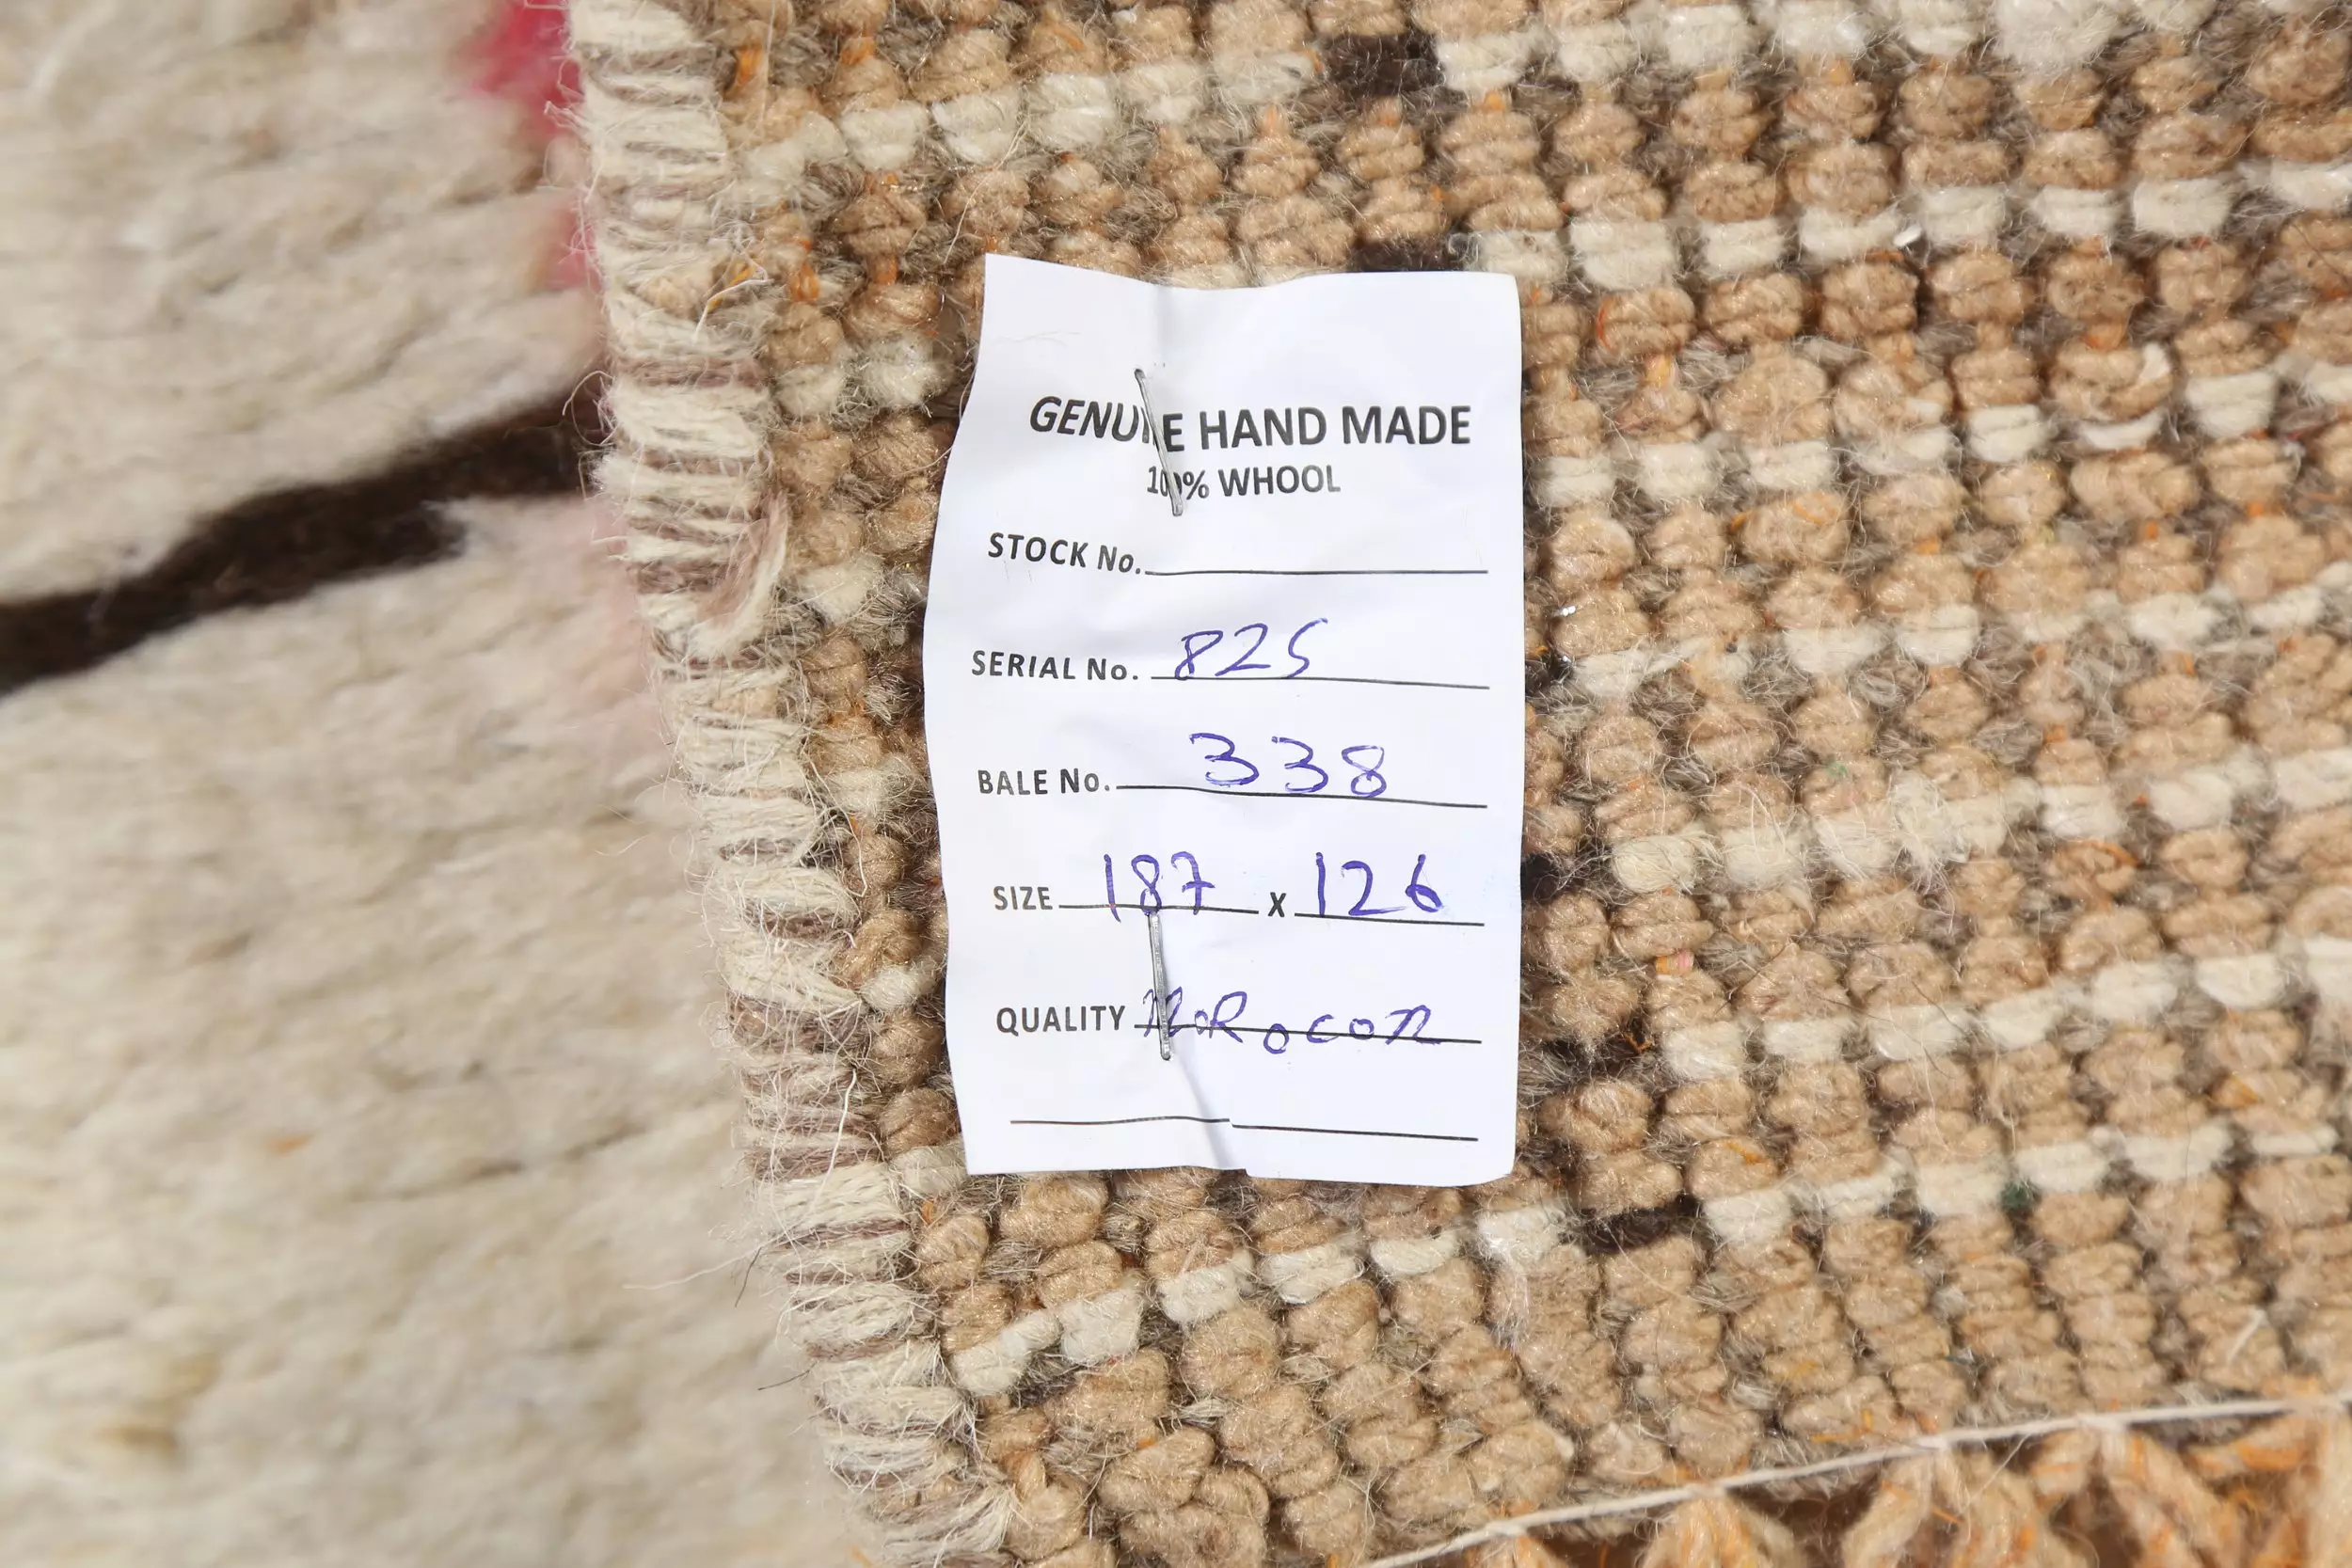 GENUINE HAND MADE
100% WHOOL
STOCK No.
SERIAL No. 825
BALE No. 338
SIZE 187 x 126
QUALITY MoRocon